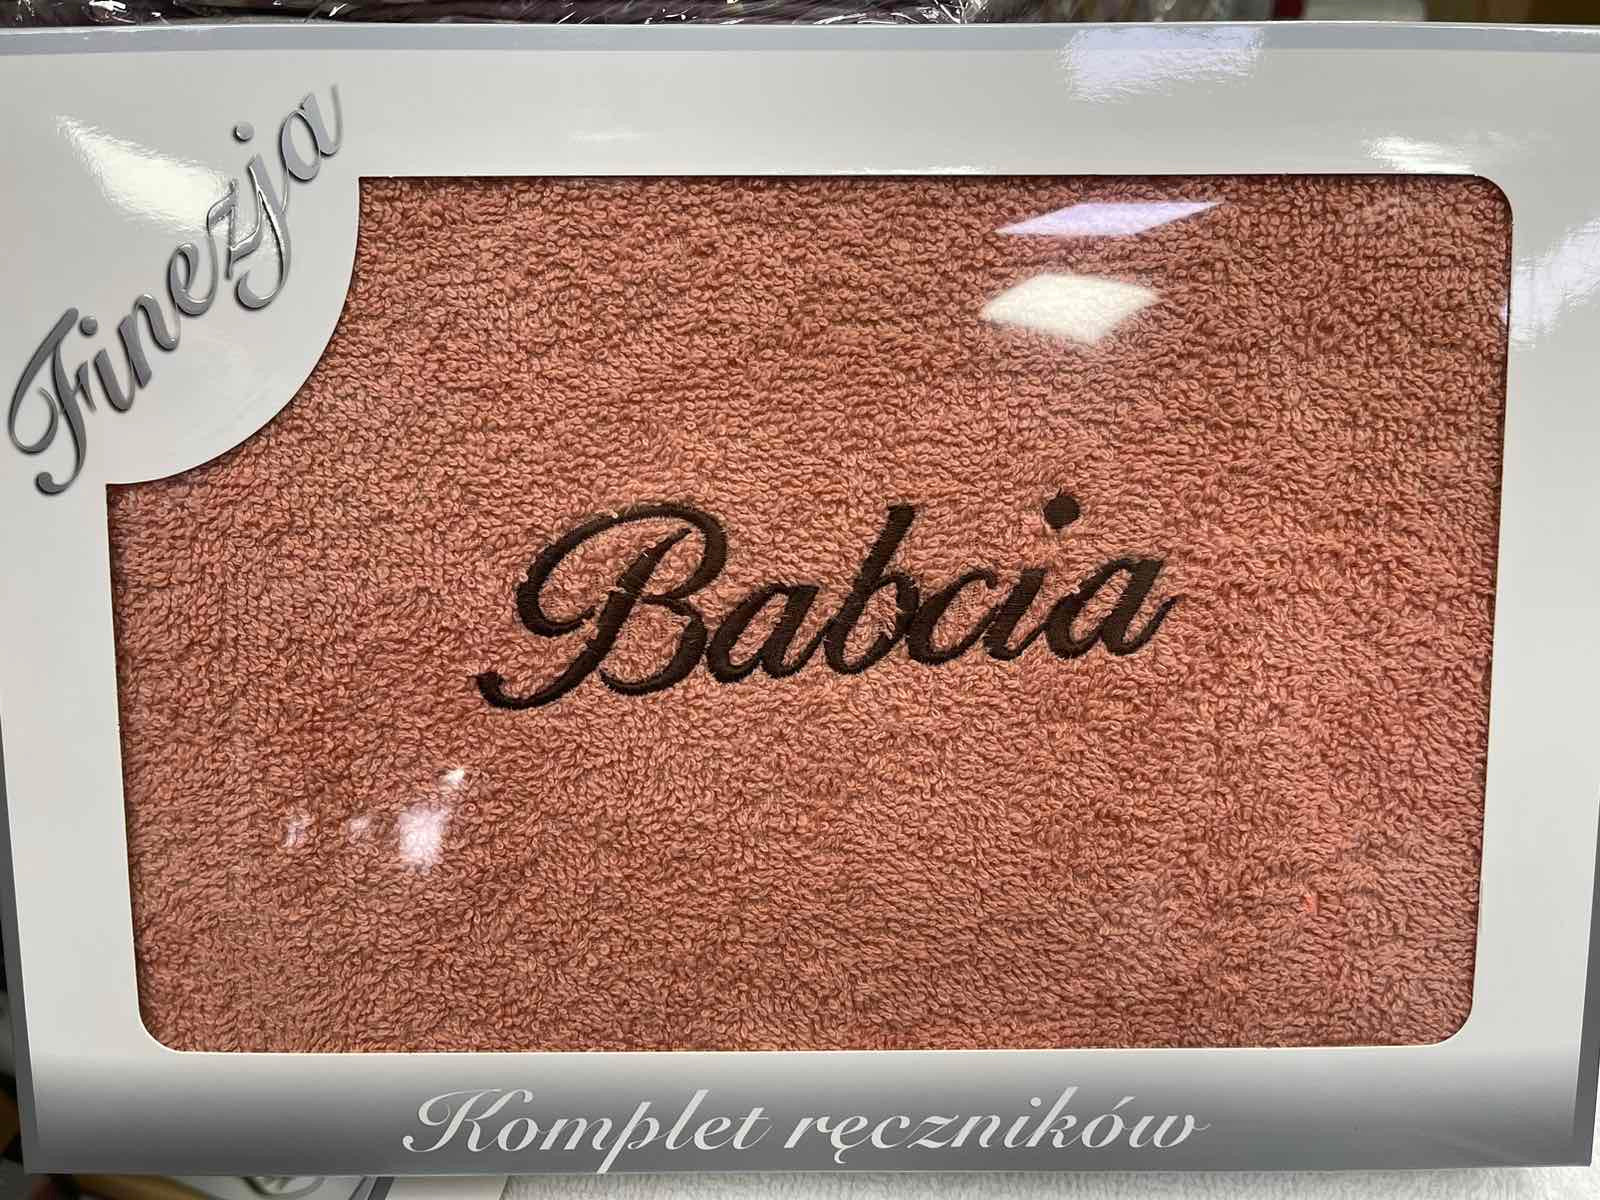 Finezja
Babcia
Komplet ręczników